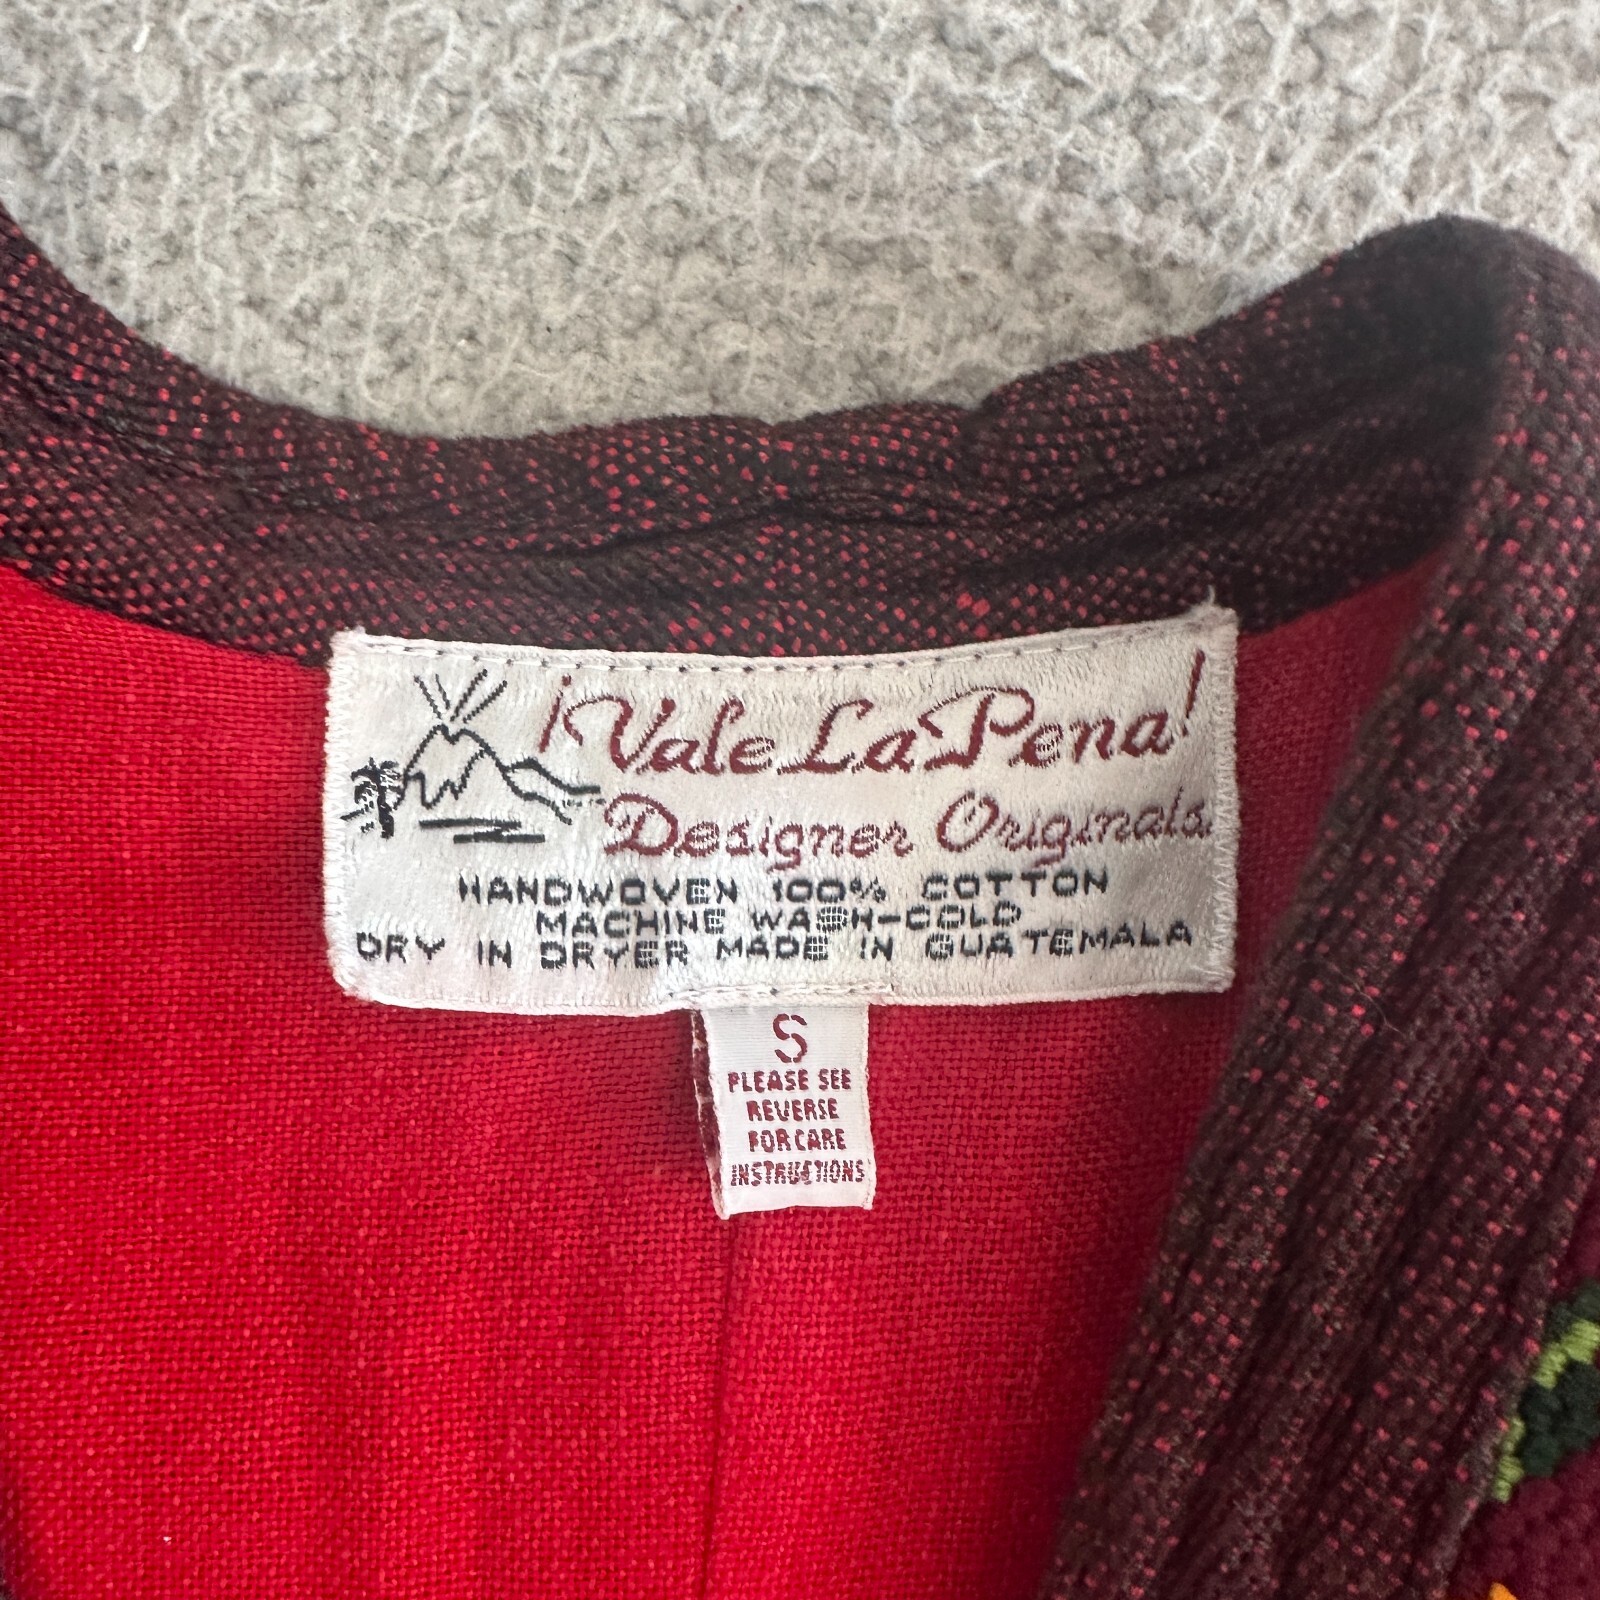 ¡Vale La Pena!
Designer Originals
HANDWOVEN 100% COTTON
MACHINE WASH-COLD
DRY IN DRYER MADE IN GUATEMALA
S
PLEASE SEE
REVERSE
FOR CARE
INSTRUCTIONS